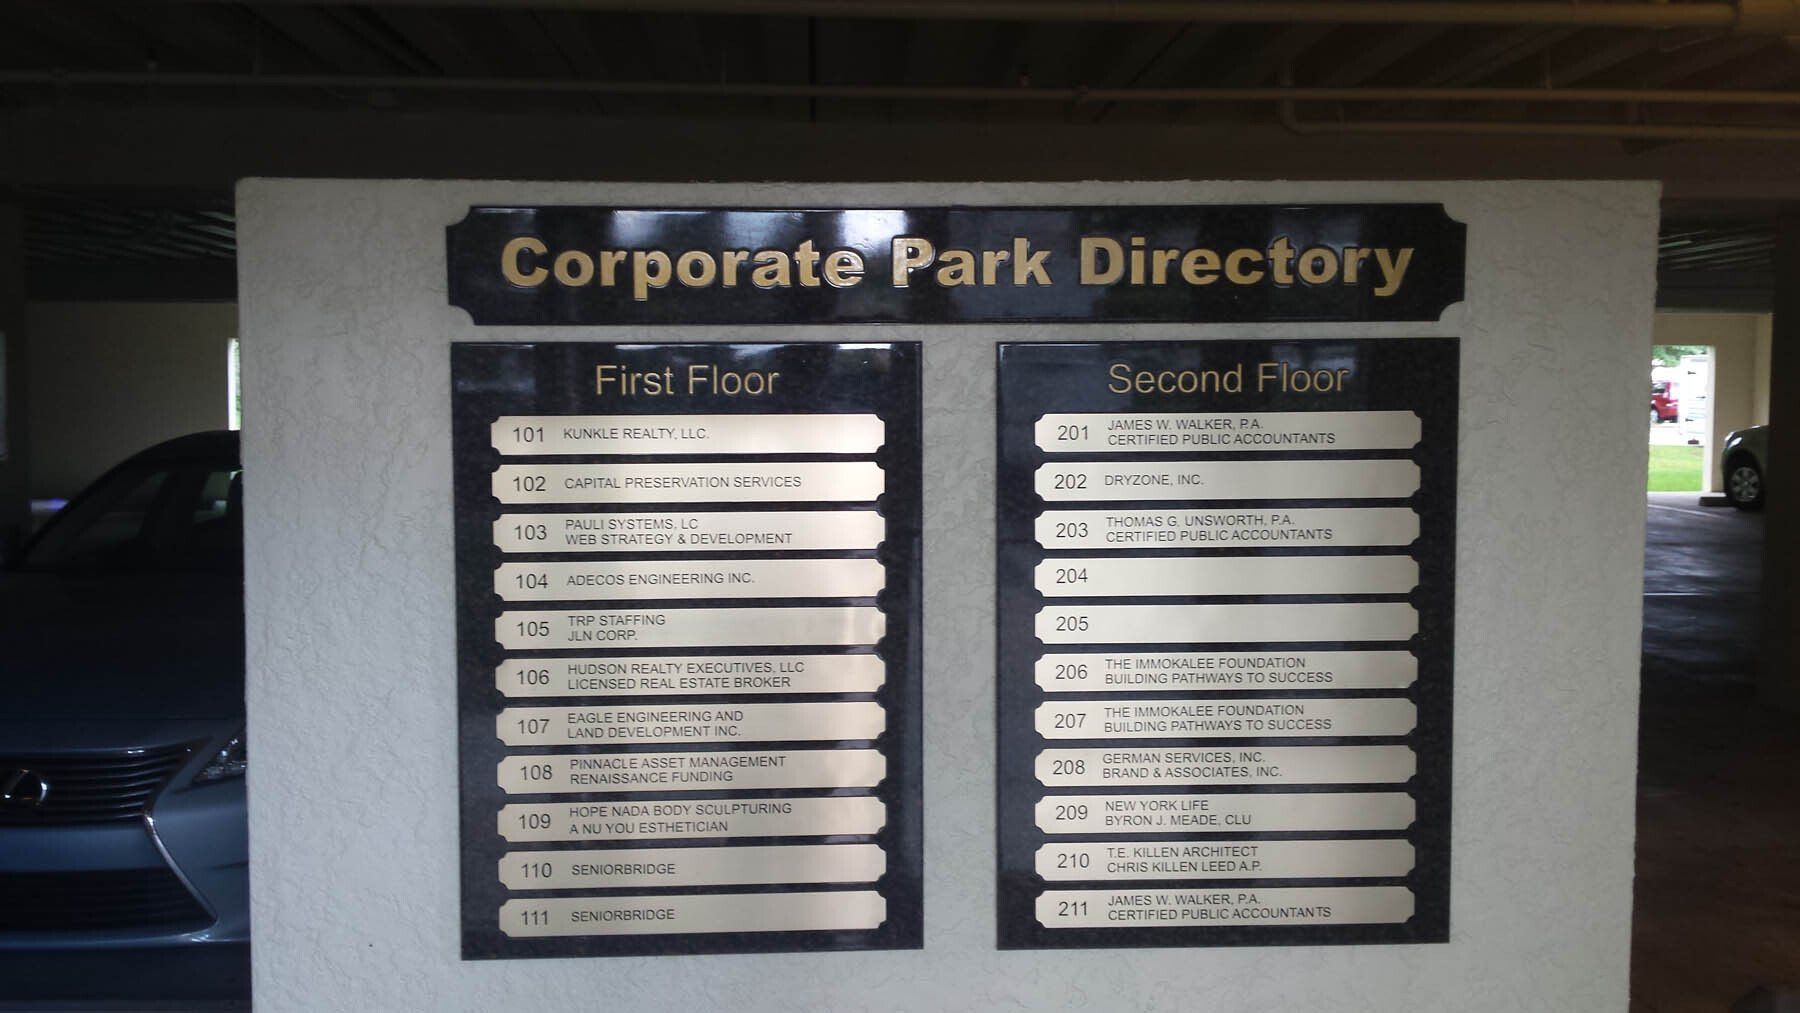 Corporate Park Directory
First Floor
101 KUNKLE REALTY, LLC.
102 CAPITAL PRESERVATION SERVICES
103 PAULI SYSTEMS, LC
WEB STRATEGY & DEVELOPMENT
104 ADECOS ENGINEERING INC.
105 TRP STAFFING
JLN CORP.
106 HUDSON REALTY EXECUTIVES, LLC
LICENSED REAL ESTATE BROKER
107 EAGLE ENGINEERING AND
LAND DEVELOPMENT INC.
108 PINNACLE ASSET MANAGEMENT
RENAISSANCE FUNDING
109 HOPE NADA BODY SCULPTURING
A NU YOU ESTHETICIAN
110 SENIORBRIDGE
111 SENIORBRIDGE
Second Floor
201 JAMES W. WALKER, P.A.
CERTIFIED PUBLIC ACCOUNTANTS
202 DRYZONE, INC.
203 THOMAS G. UNSWORTH, P.A.
CERTIFIED PUBLIC ACCOUNTANTS
204
205
206 THE IMMOKALEE FOUNDATION
BUILDING PATHWAYS TO SUCCESS
207 THE IMMOKALEE FOUNDATION
BUILDING PATHWAYS TO SUCCESS
208 GERMAN SERVICES, INC.
BRAND & ASSOCIATES, INC.
209 NEW YORK LIFE
BYRON J. MEADE, CLU
210 T.E. KILLEN ARCHITECT
CHRIS KILLEN LEED A.P.
211 JAMES W. WALKER, P.A.
CERTIFIED PUBLIC ACCOUNTANTS